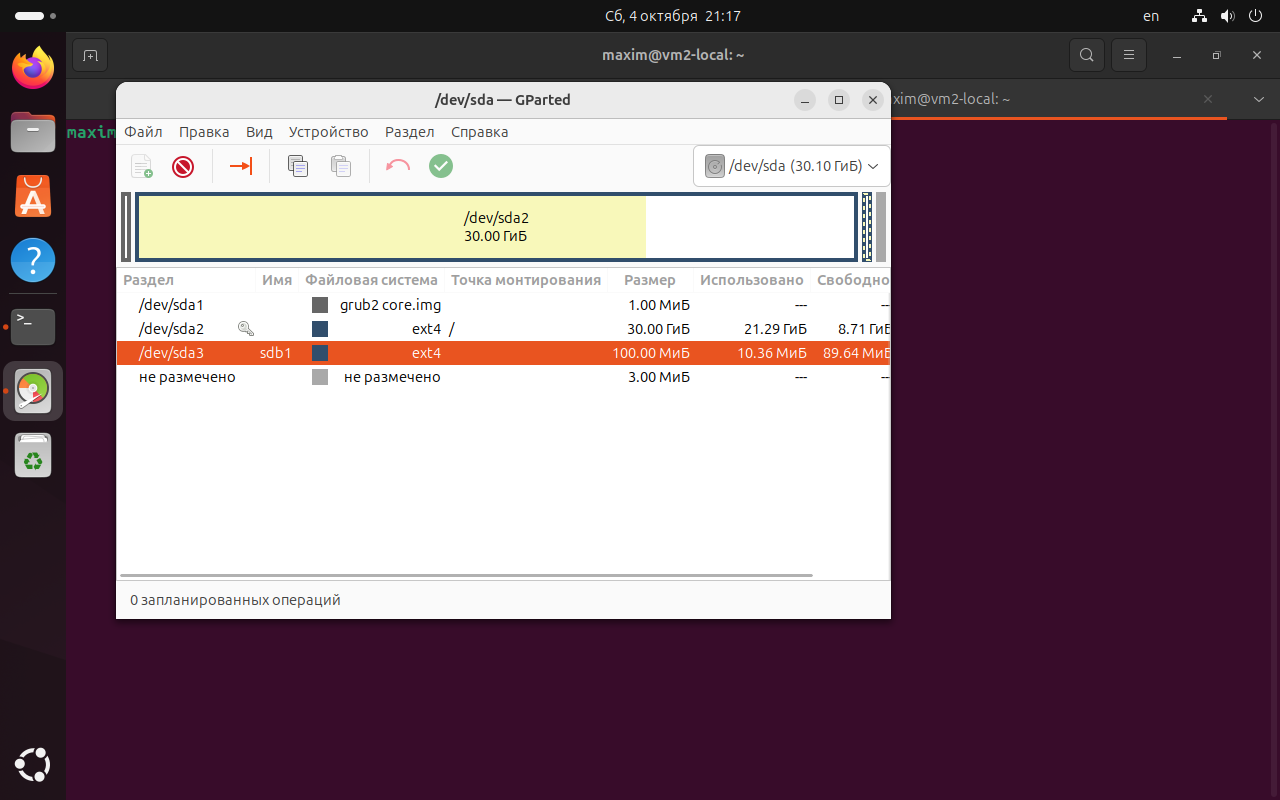 Сб, 4 октября 21:17
en
maxim@vm2-local: ~
xim@vm2-local: ~
maxim
/dev/sda — GParted
Файл Правка Вид Устройство Раздел Справка
/dev/sda (30.10 ГиБ)
/dev/sda2
30.00 ГиБ
Раздел Имя Файловая система Точка монтирования Размер Использовано Свободно
/dev/sda1 grub2 core.img 1.00 МиБ --- ---
/dev/sda2 ext4 / 30.00 ГиБ 21.29 ГиБ 8.71 ГиБ
/dev/sda3 sdb1 ext4 100.00 МиБ 10.36 МиБ 89.64 МиБ
не размечено не размечено 3.00 МиБ --- ---
0 запланированных операций